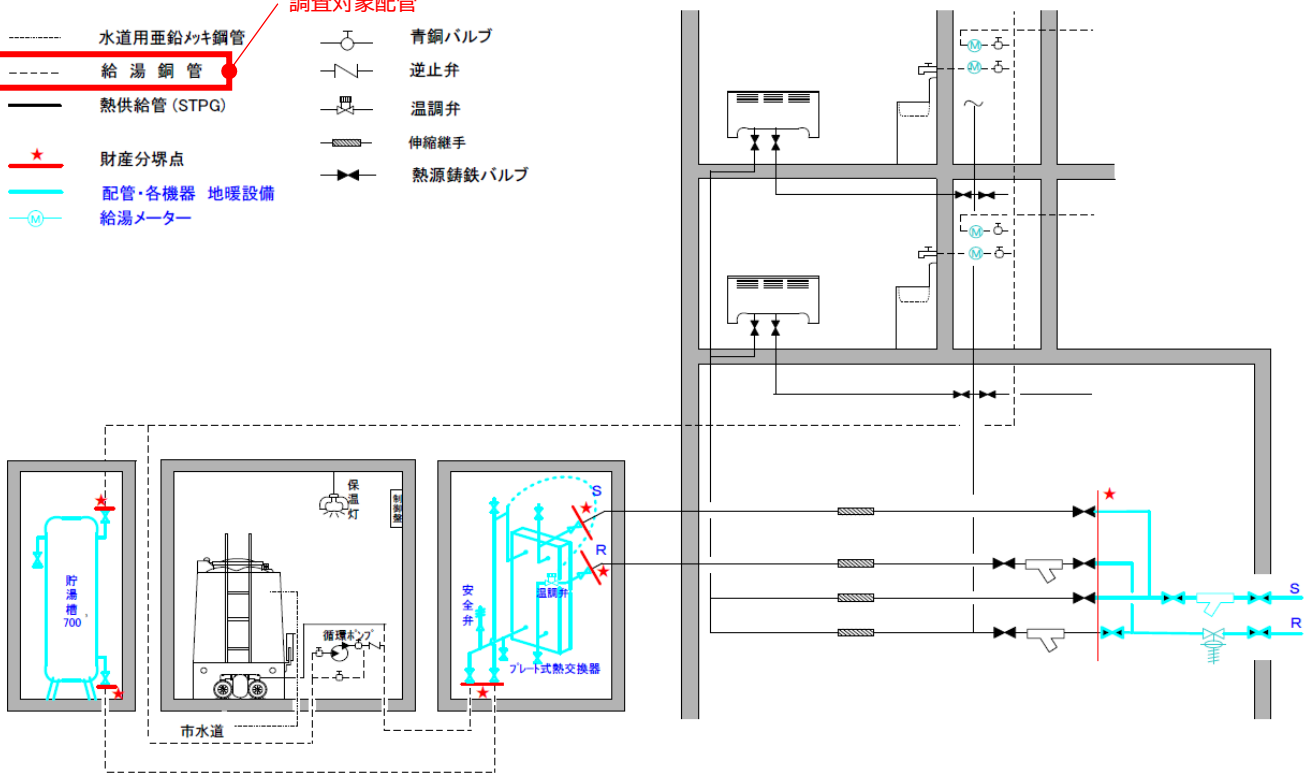 調査対象配管
水道用亜鉛メッキ鋼管
給湯銅管
熱供給管 (STPG)
財産分堺点
配管・各機器 地暖設備
給湯メーター
M
青銅バルブ
逆止弁
温調弁
伸縮継手
熱源鋳鉄バルブ
M
M
M
M
貯湯槽
700
保温灯
制御盤
循環ポンプ
市水道
S
R
温調弁
安全弁
プレート式熱交換器
S
R